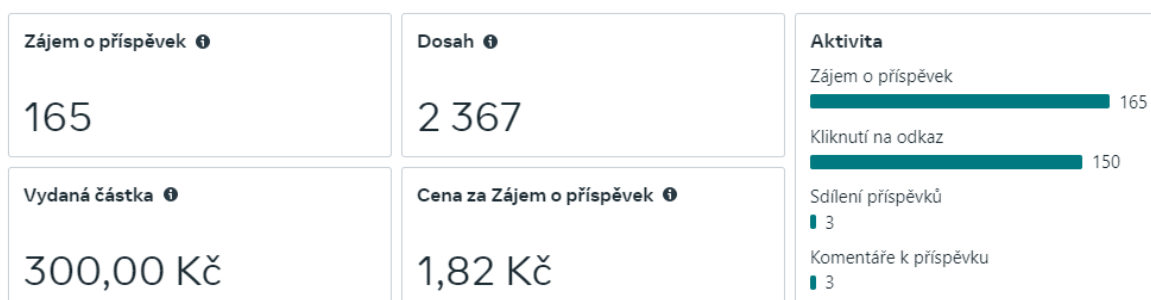 Zájem o příspěvek
165
Dosah
2 367
Vydaná částka
300,00 Kč
Cena za Zájem o příspěvek
1,82 Kč
Aktivita
Zájem o příspěvek
165
Kliknutí na odkaz
150
Sdílení příspěvků
3
Komentáře k příspěvku
3